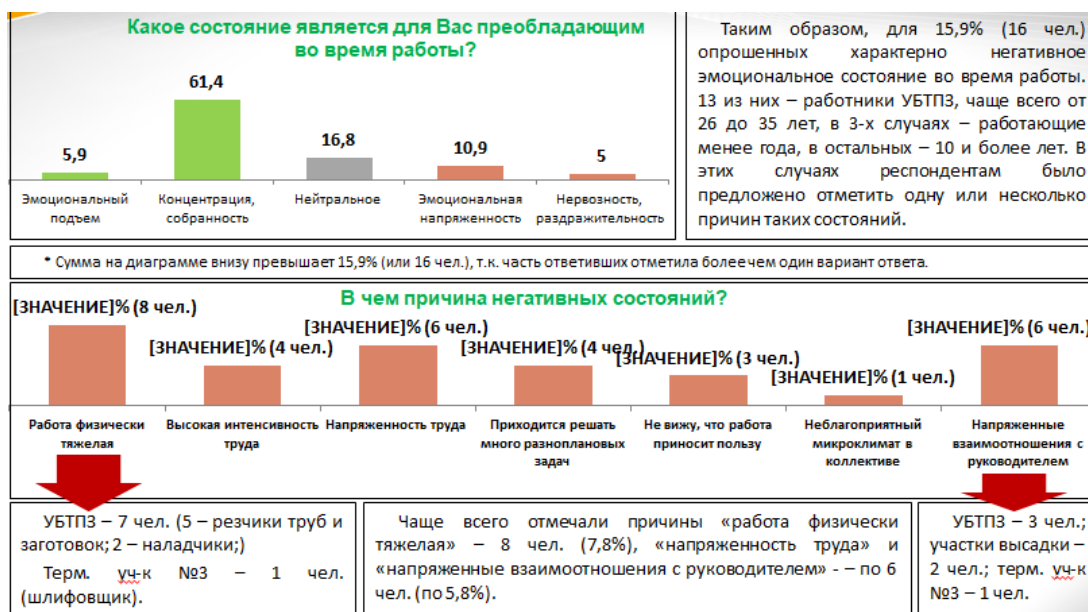 Какое состояние является для Вас преобладающим
во время работы?
5,9
61,4
16,8
10,9
5
Эмоциональный
подъем
Концентрация,
собранность
Нейтральное
Эмоциональная
напряженность
Нервозность,
раздражительность
Таким образом, для 15,9% (16 чел.)
опрошенных характерно негативное
эмоциональное состояние во время работы.
13 из них – работники УБТПЗ, чаще всего от
26 до 35 лет, в 3-х случаях – работающие
менее года, в остальных – 10 и более лет. В
этих случаях респондентам было
предложено отметить одну или несколько
причин таких состояний.
* Сумма на диаграмме внизу превышает 15,9% (или 16 чел.), т.к. часть ответивших отметила более чем один вариант ответа.
В чем причина негативных состояний?
[ЗНАЧЕНИЕ]% (8 чел.)
[ЗНАЧЕНИЕ]% (4 чел.)
[ЗНАЧЕНИЕ]% (6 чел.)
[ЗНАЧЕНИЕ]% (4 чел.)
[ЗНАЧЕНИЕ]% (3 чел.)
[ЗНАЧЕНИЕ]% (1 чел.)
[ЗНАЧЕНИЕ]% (6 чел.)
Работа физически
тяжелая
Высокая интенсивность
труда
Напряженность труда
Приходится решать
много разноплановых
задач
Не вижу, что работа
приносит пользу
Неблагоприятный
микроклимат в
коллективе
Напряженные
взаимоотношения с
руководителем
УБТПЗ – 7 чел. (5 – резчики труб и
заготовок; 2 – наладчики;)
Терм. уч-к №3 – 1 чел.
(шлифовщик).
Чаще всего отмечали причины «работа физически
тяжелая» – 8 чел. (7,8%), «напряженность труда» и
«напряженные взаимоотношения с руководителем» - – по 6
чел. (по 5,8%).
УБТПЗ – 3 чел.;
участки высадки –
2 чел.; терм. уч-к
№3 – 1 чел.